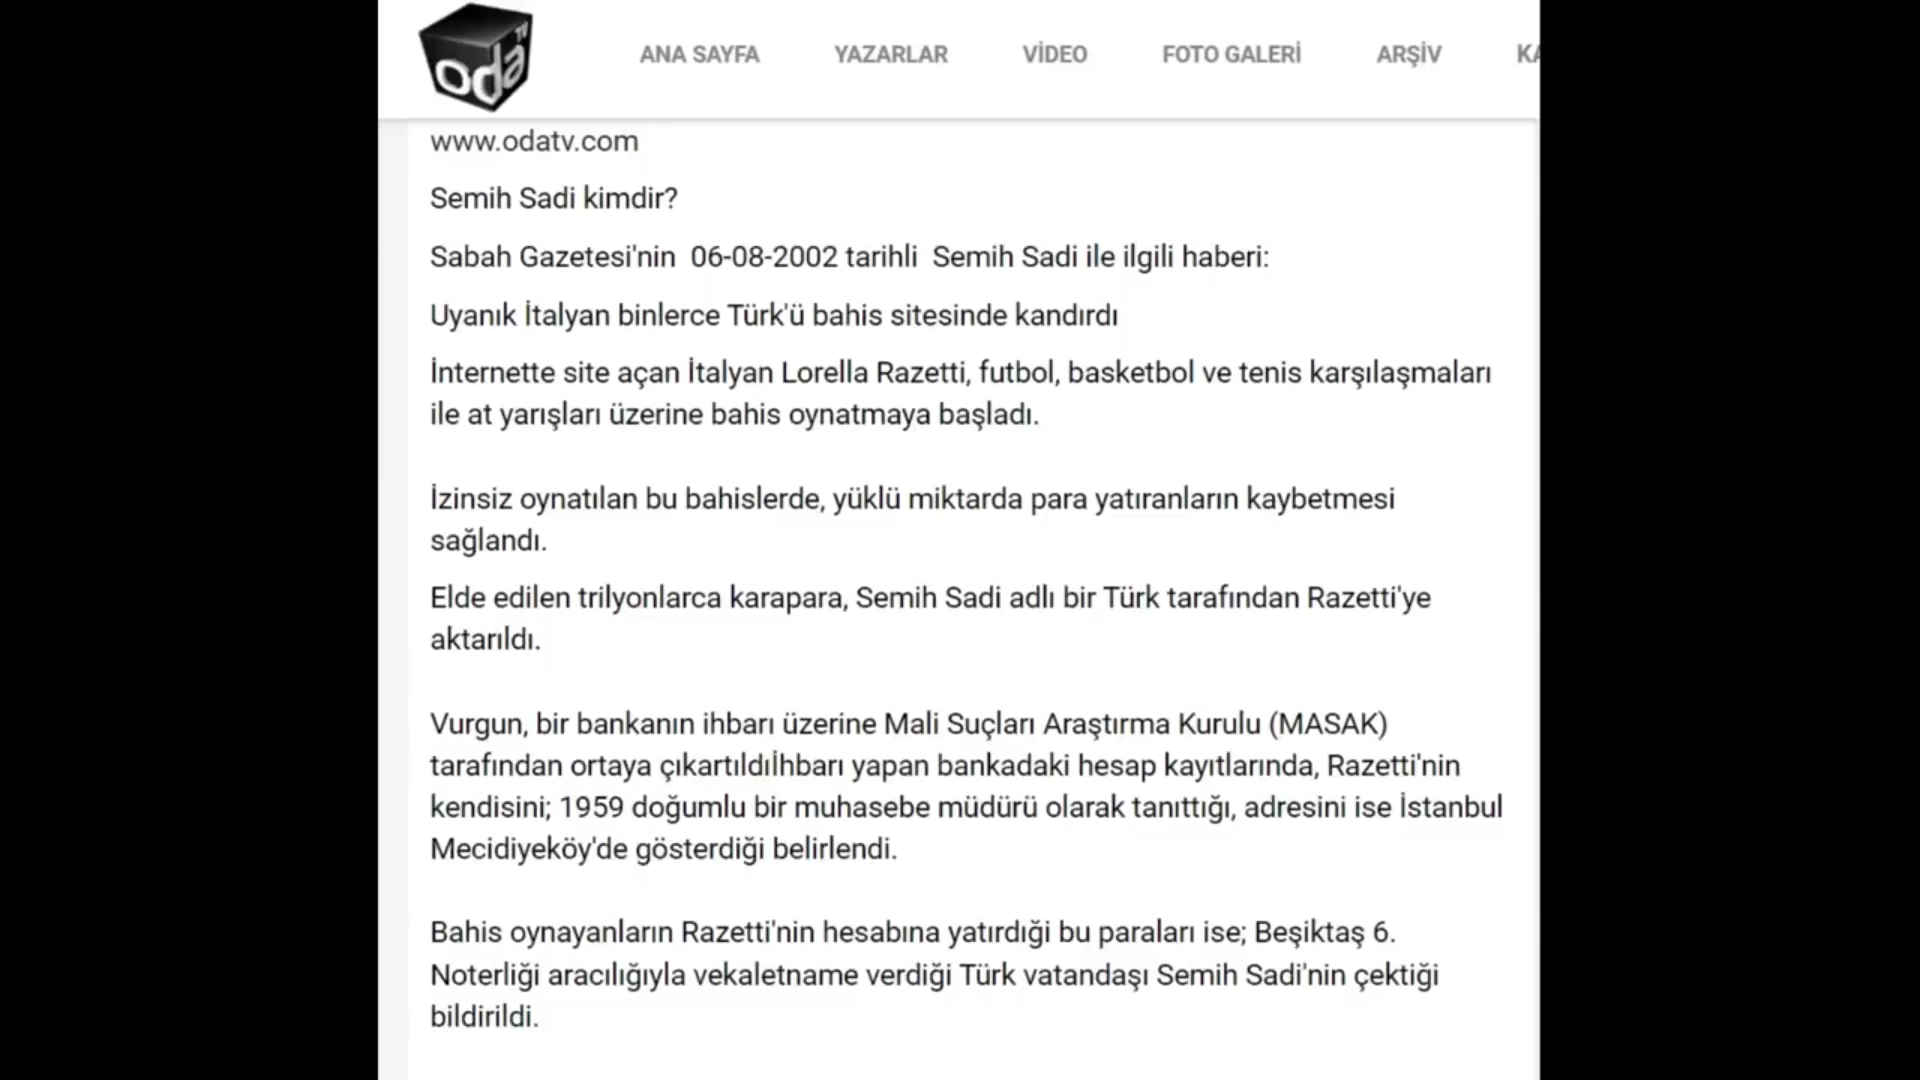 oda TV
ANA SAYFA YAZARLAR VİDEO FOTO GALERİ ARŞİV KA
www.odatv.com
Semih Sadi kimdir?
Sabah Gazetesi'nin 06-08-2002 tarihli Semih Sadi ile ilgili haberi:
Uyanık İtalyan binlerce Türk'ü bahis sitesinde kandırdı
İnternette site açan İtalyan Lorella Razetti, futbol, basketbol ve tenis karşılaşmaları
ile at yarışları üzerine bahis oynatmaya başladı.
İzinsiz oynatılan bu bahislerde, yüklü miktarda para yatıranların kaybetmesi
sağlandı.
Elde edilen trilyonlarca karapara, Semih Sadi adlı bir Türk tarafından Razetti'ye
aktarıldı.
Vurgun, bir bankanın ihbarı üzerine Mali Suçları Araştırma Kurulu (MASAK)
tarafından ortaya çıkartıldıİhbarı yapan bankadaki hesap kayıtlarında, Razetti'nin
kendisini; 1959 doğumlu bir muhasebe müdürü olarak tanıttığı, adresini ise İstanbul
Mecidiyeköy'de gösterdiği belirlendi.
Bahis oynayanların Razetti'nin hesabına yatırdığı bu paraları ise; Beşiktaş 6.
Noterliği aracılığıyla vekaletname verdiği Türk vatandaşı Semih Sadi'nin çektiği
bildirildi.